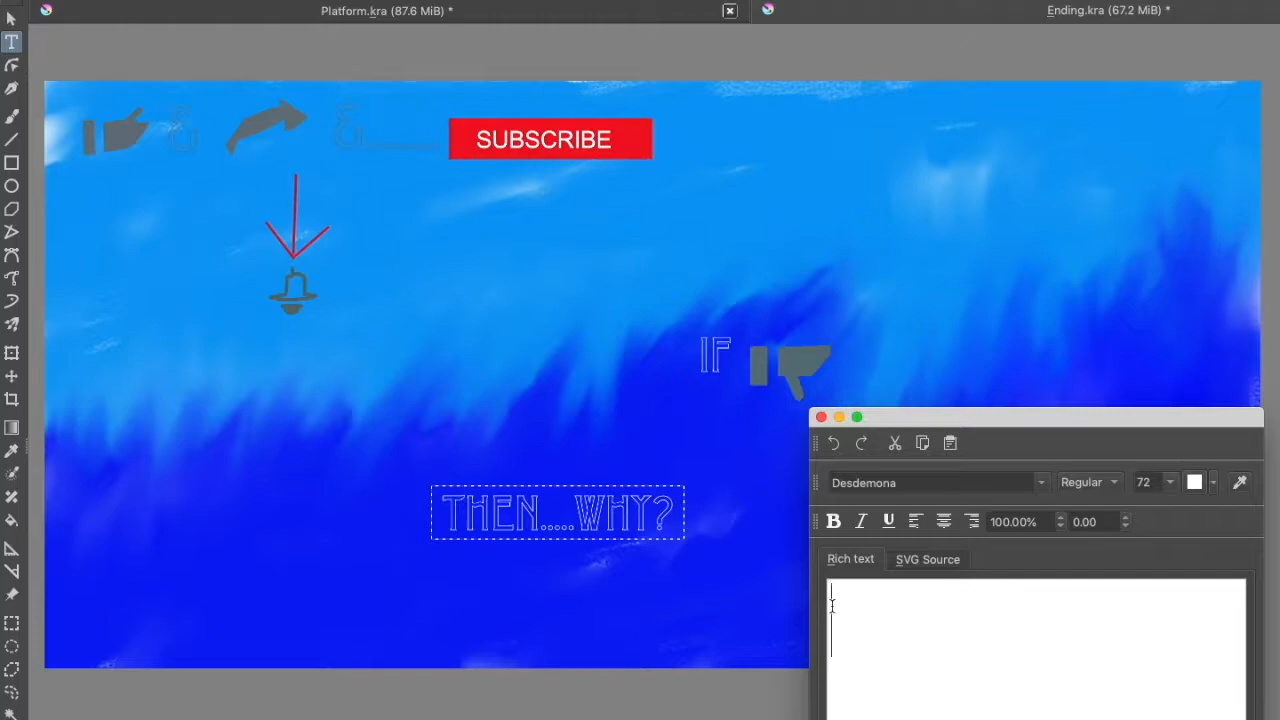 Platform.kra (87.6 MiB) *
Ending.kra (67.2 MiB) *
& & SUBSCRIBE
IF
THEN.....WHY?
Desdemona Regular 72
B I U 100.00% 0.00
Rich text SVG Source